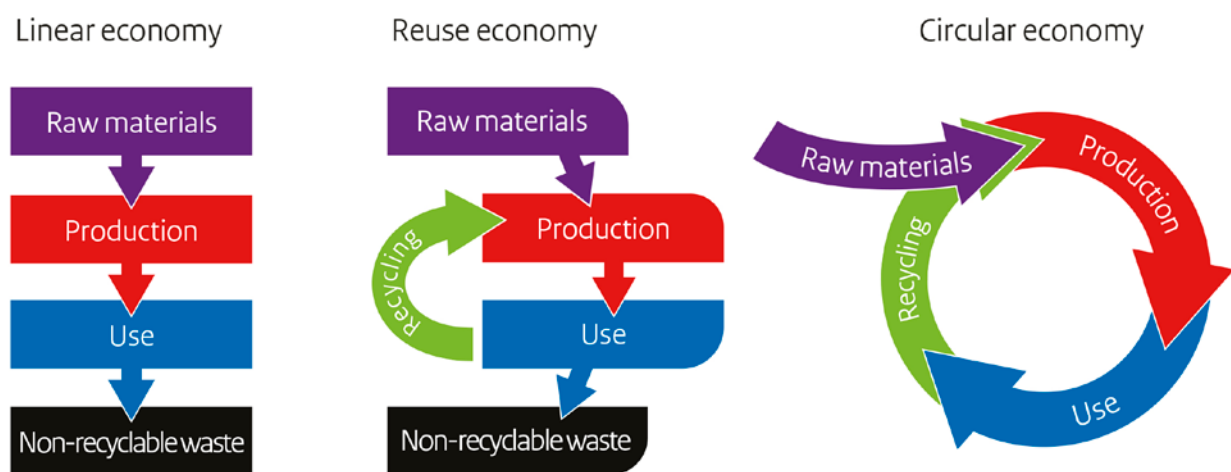 Linear economy
Raw materials
Production
Use
Non-recyclable waste
Reuse economy
Raw materials
Production
Recycling
Use
Non-recyclable waste
Circular economy
Raw materials
Production
Recycling
Use